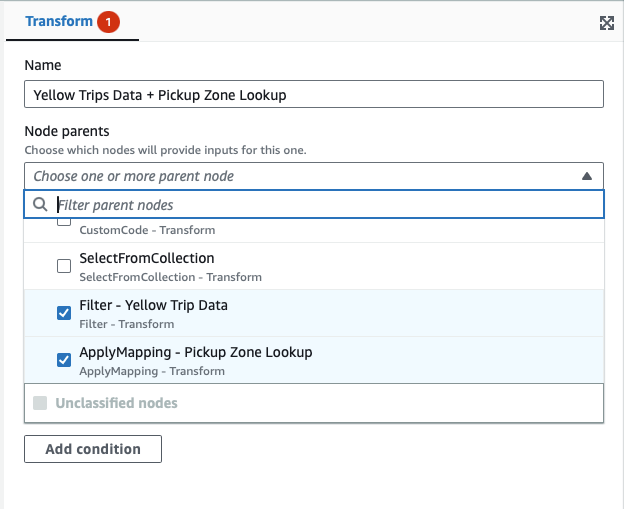 Transform 1
Name
Yellow Trips Data + Pickup Zone Lookup
Node parents
Choose which nodes will provide inputs for this one.
Choose one or more parent node
Filter parent nodes
CustomCode - Transform
SelectFromCollection
SelectFromCollection - Transform
Filter - Yellow Trip Data
Filter - Transform
ApplyMapping - Pickup Zone Lookup
ApplyMapping - Transform
Unclassified nodes
Add condition